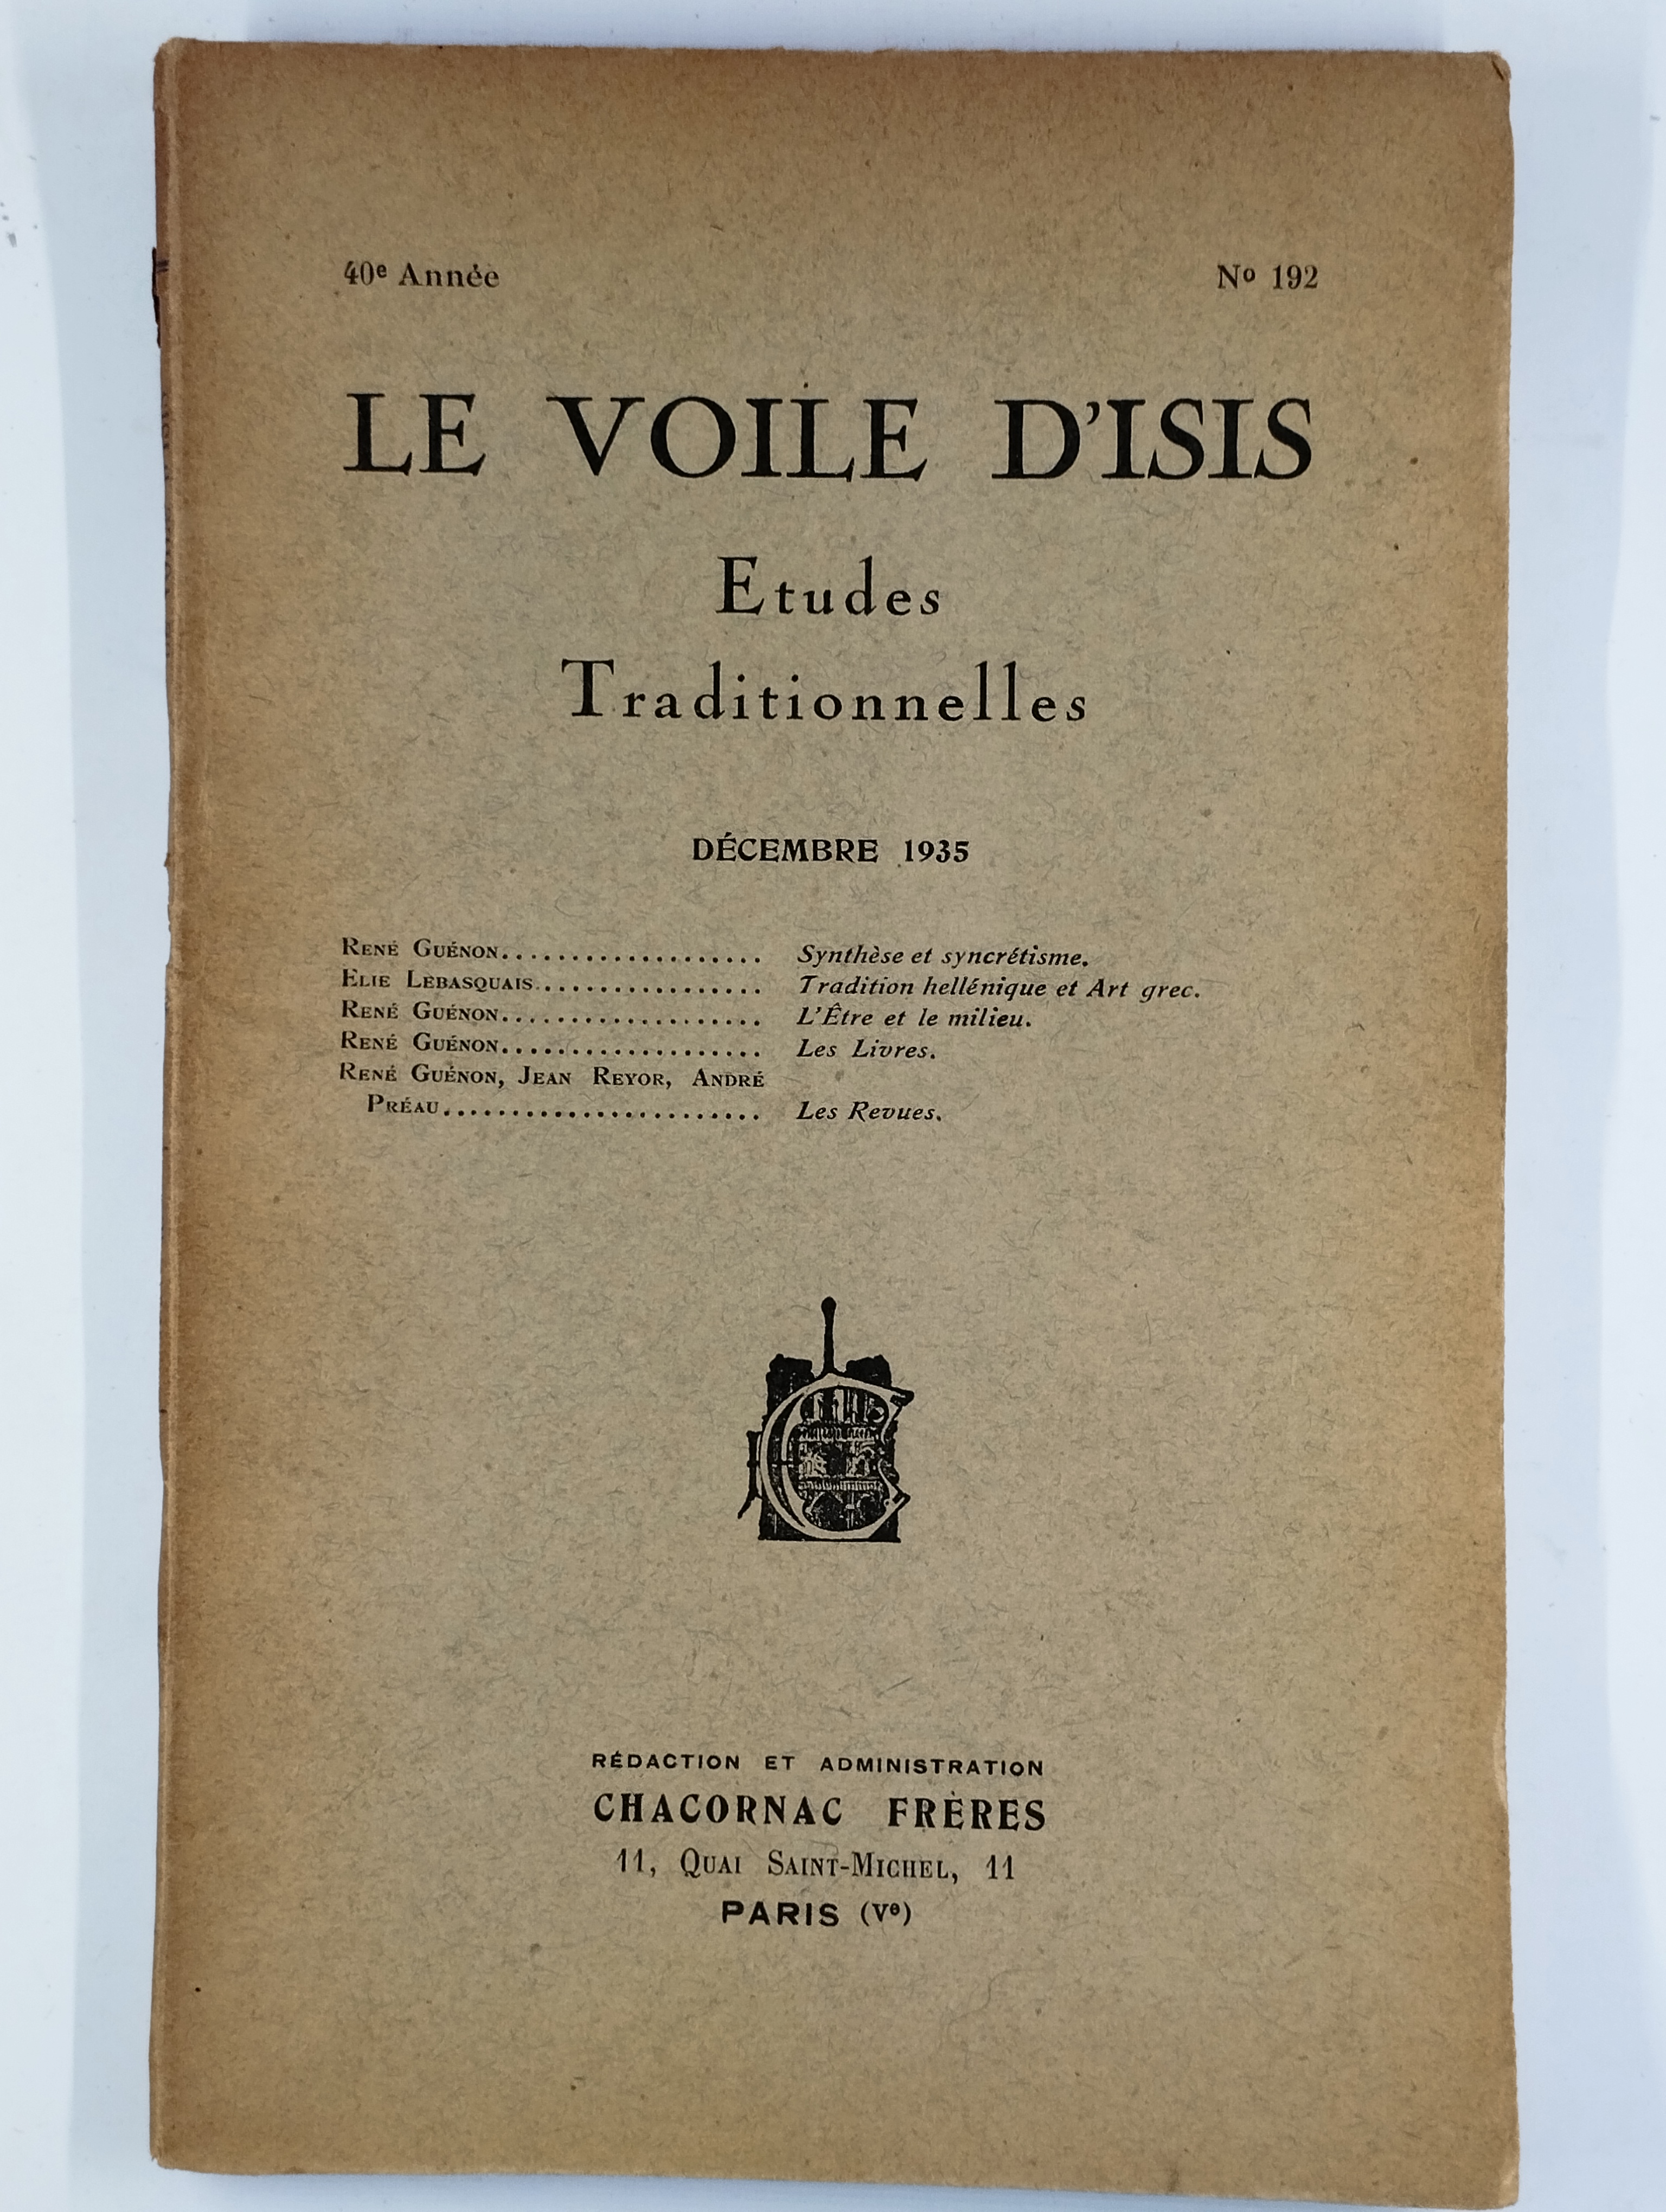 40e Année
No 192
LE VOILE D'ISIS
Etudes
Traditionnelles
DÉCEMBRE 1935
René Guénon................... Synthèse et syncrétisme.
Elie Lebasquais................ Tradition hellénique et Art grec.
René Guénon................... L'Être et le milieu.
René Guénon................... Les Livres.
René Guénon, Jean Reyor, André
Préau....................... Les Revues.
RÉDACTION ET ADMINISTRATION
CHACORNAC FRÈRES
11, Quai Saint-Michel, 11
PARIS (Ve)